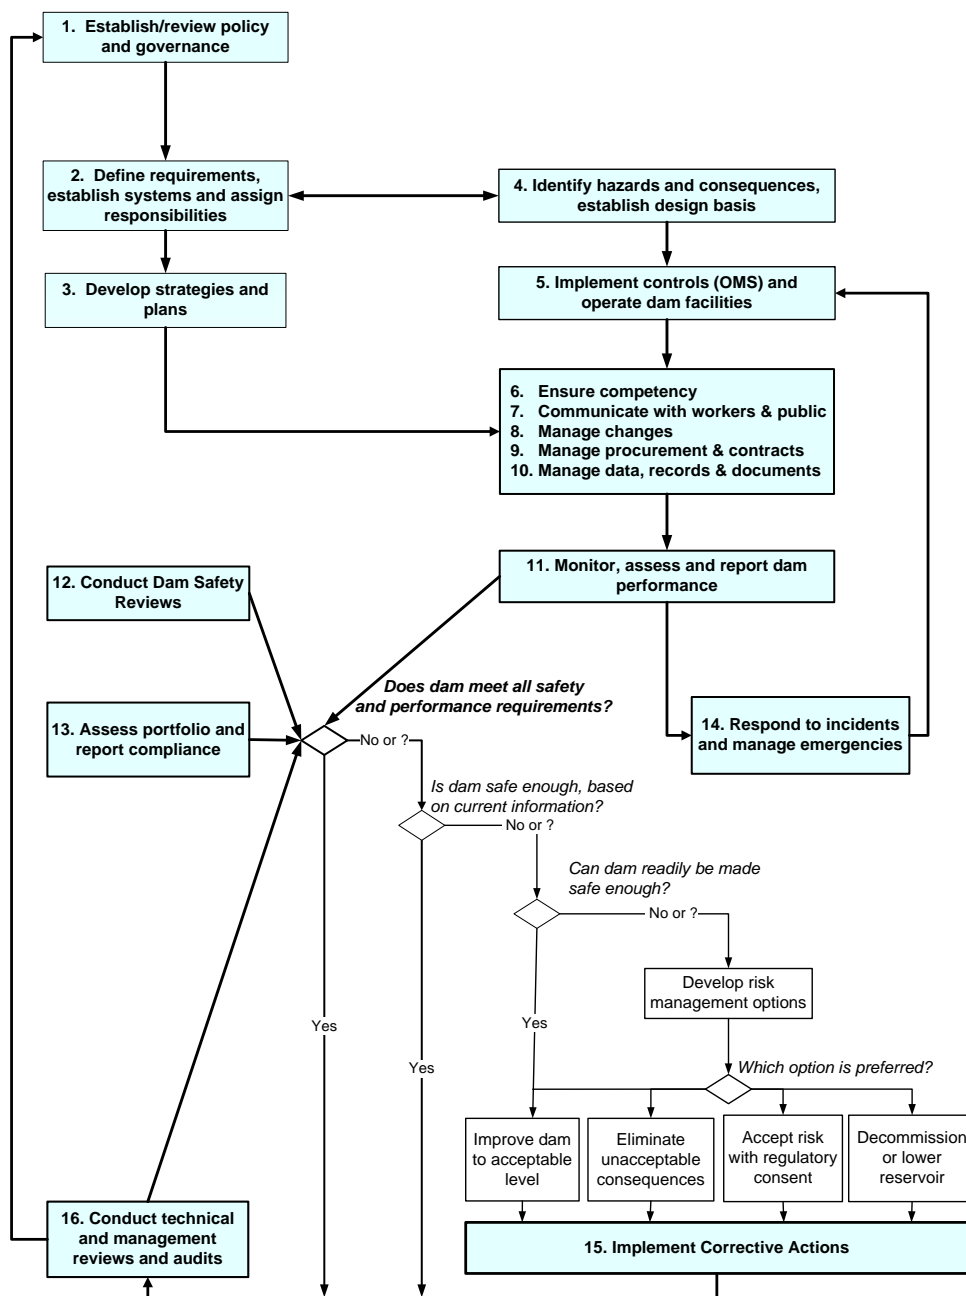 1. Establish/review policy
and governance
2. Define requirements,
establish systems and assign
responsibilities
4. Identify hazards and consequences,
establish design basis
3. Develop strategies and
plans
5. Implement controls (OMS) and
operate dam facilities
6. Ensure competency
7. Communicate with workers & public
8. Manage changes
9. Manage procurement & contracts
10. Manage data, records & documents
11. Monitor, assess and report dam
performance
12. Conduct Dam Safety
Reviews
Does dam meet all safety
and performance requirements?
13. Assess portfolio and
report compliance
No or ?
14. Respond to incidents
and manage emergencies
Is dam safe enough, based
on current information?
No or ?
Can dam readily be made
safe enough?
No or ?
Develop risk
management options
Yes
Yes
Yes
Which option is preferred?
Improve dam
to acceptable
level
Eliminate
unacceptable
consequences
Accept risk
with regulatory
consent
Decommission
or lower
reservoir
16. Conduct technical
and management
reviews and audits
15. Implement Corrective Actions